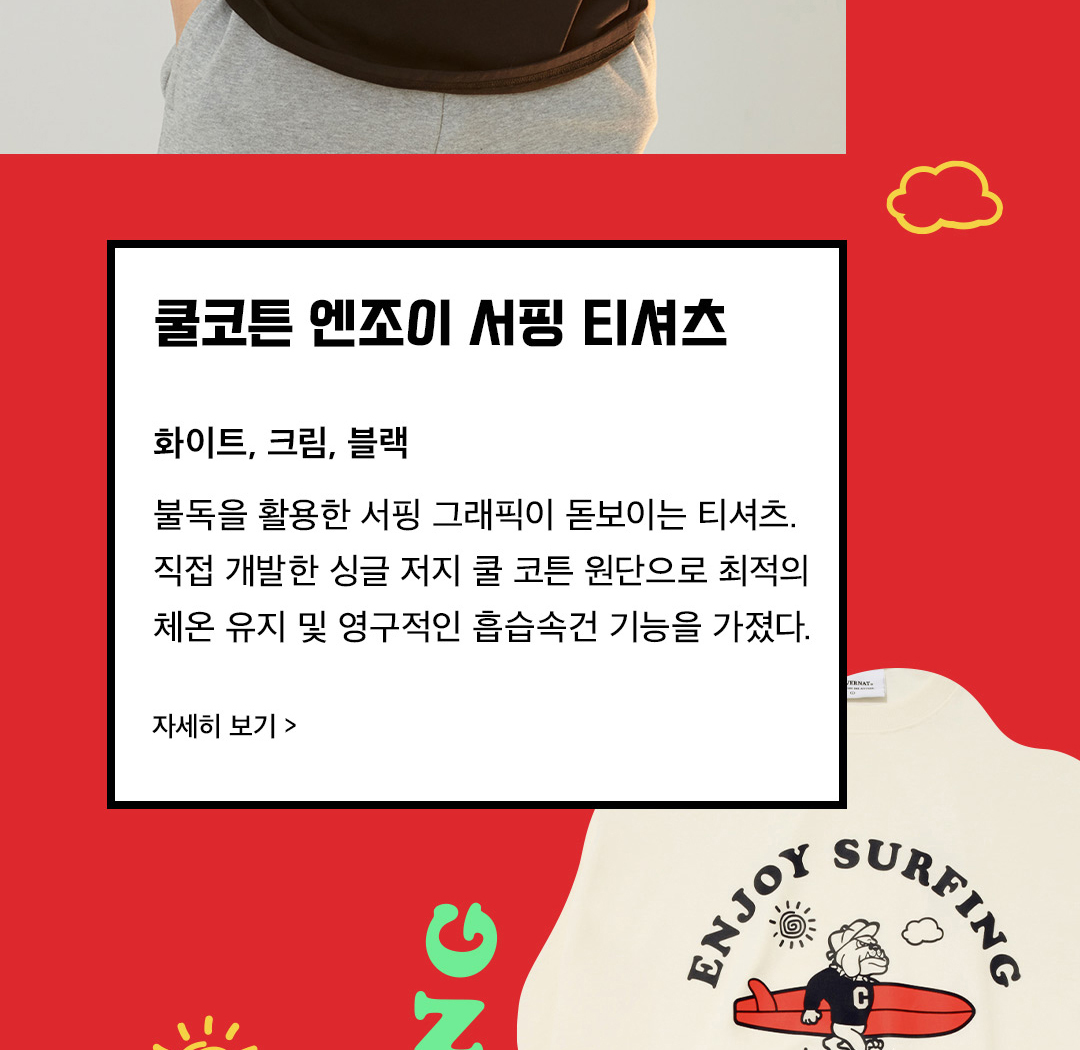 쿨코튼 엔조이 서핑 티셔츠
화이트, 크림, 블랙
불독을 활용한 서핑 그래픽이 돋보이는 티셔츠.
직접 개발한 싱글 저지 쿨 코튼 원단으로 최적의
체온 유지 및 영구적인 흡습속건 기능을 가졌다.
자세히 보기 >
ENJOY SURFING
C
NG